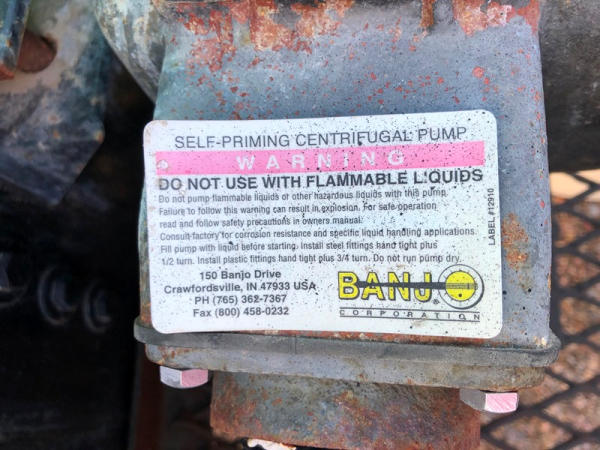 SELF-PRIMING CENTRIFUGAL PUMP
WARNING
DO NOT USE WITH FLAMMABLE LIQUIDS
Do not pump flammable liquids or other hazardous liquids with this pump.
Failure to follow this warning can result in explosion. For safe operation
read and follow safety precautions in owners manual.
Consult factory for corrosion resistance and specific liquid handling applications.
Fill pump with liquid before starting. Install steel fittings hand tight plus
1/2 turn. Install plastic fittings hand tight plus 3/4 turn. Do not run pump dry.
150 Banjo Drive
Crawfordsville, IN 47933 USA
PH (765) 362-7367
Fax (800) 458-0232
BANJO®
CORPORATION
LABEL #12910